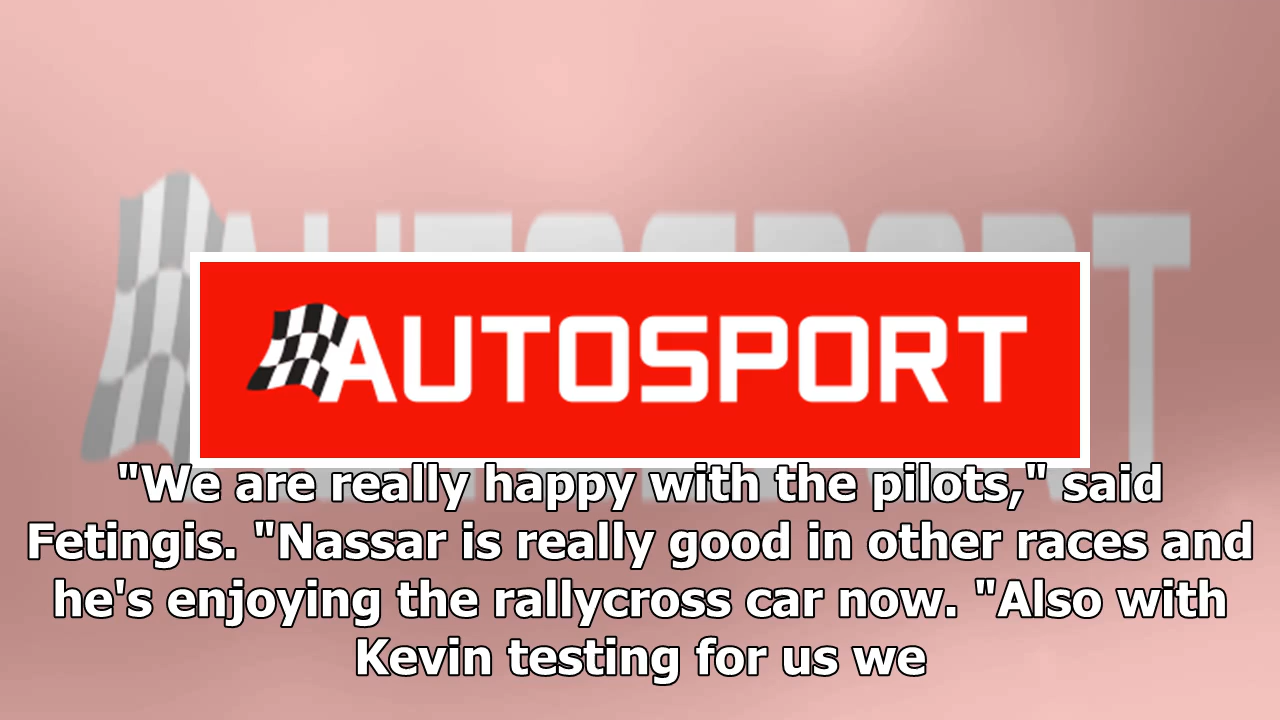 AUTOSPORT
"We are really happy with the pilots," said
Fetingis. "Nassar is really good in other races and
he's enjoying the rallycross car now. "Also with
Kevin testing for us we